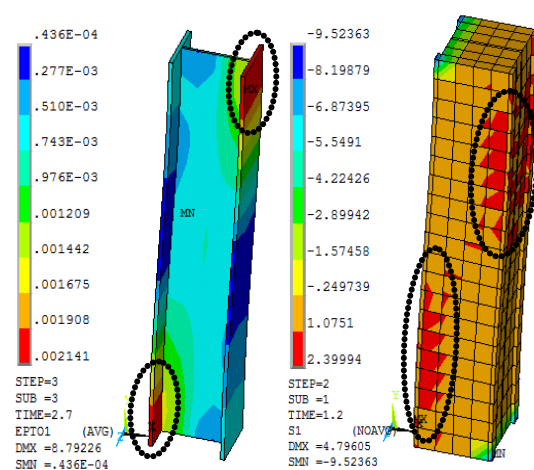 .436E-04
.277E-03
.510E-03
.743E-03
.976E-03
.001209
.001442
.001675
.001908
.002141
STEP=3
SUB =3
TIME=2.7
EPTO1 (AVG)
DMX =8.79226
SMN =.436E-04
MN
-9.52363
-8.19879
-6.87395
-5.5491
-4.22426
-2.89942
-1.57458
-.249739
1.0751
2.39994
STEP=2
SUB =1
TIME=1.2
S1 (NOAVG)
DMX =4.79605
SMN =-9.52363
MN